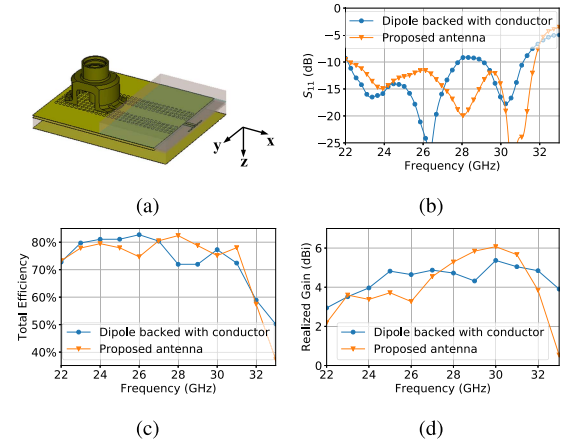 y
x
z
(a)
Dipole backed with conductor
Proposed antenna
S11 (dB)
−5
−10
−15
−20
−25
22 24 26 28 30 32
Frequency (GHz)
(b)
Total Efficiency
80%
70%
60%
50%
40%
Dipole backed with conductor
Proposed antenna
22 24 26 28 30 32
Frequency (GHz)
(c)
Realized Gain (dBi)
6
4
2
0
Dipole backed with conductor
Proposed antenna
22 24 26 28 30 32
Frequency (GHz)
(d)